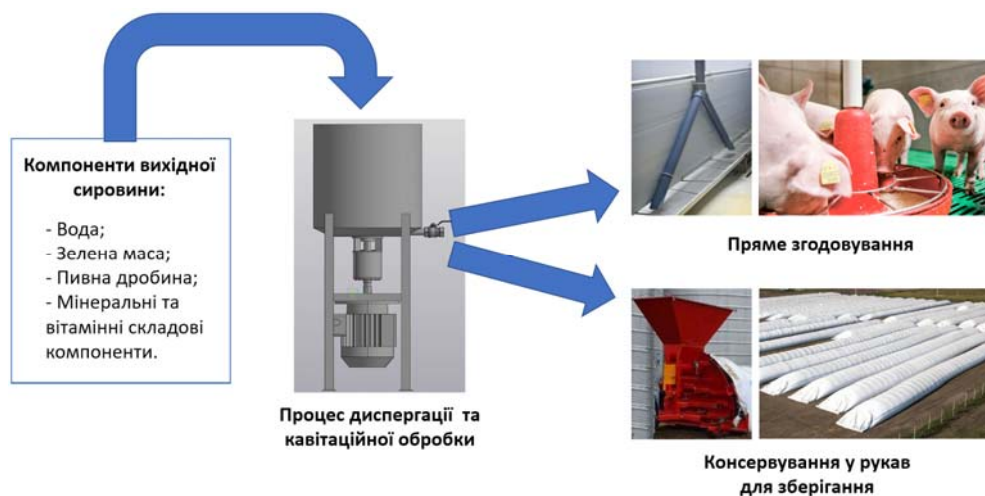 Компоненти вихідної
сировини:
- Вода;
- Зелена маса;
- Пивна дробина;
- Мінеральні та
вітамінні складові
компоненти.
Процес диспергації та
кавітаційної обробки
Пряме згодовування
Консервування у рукав
для зберігання